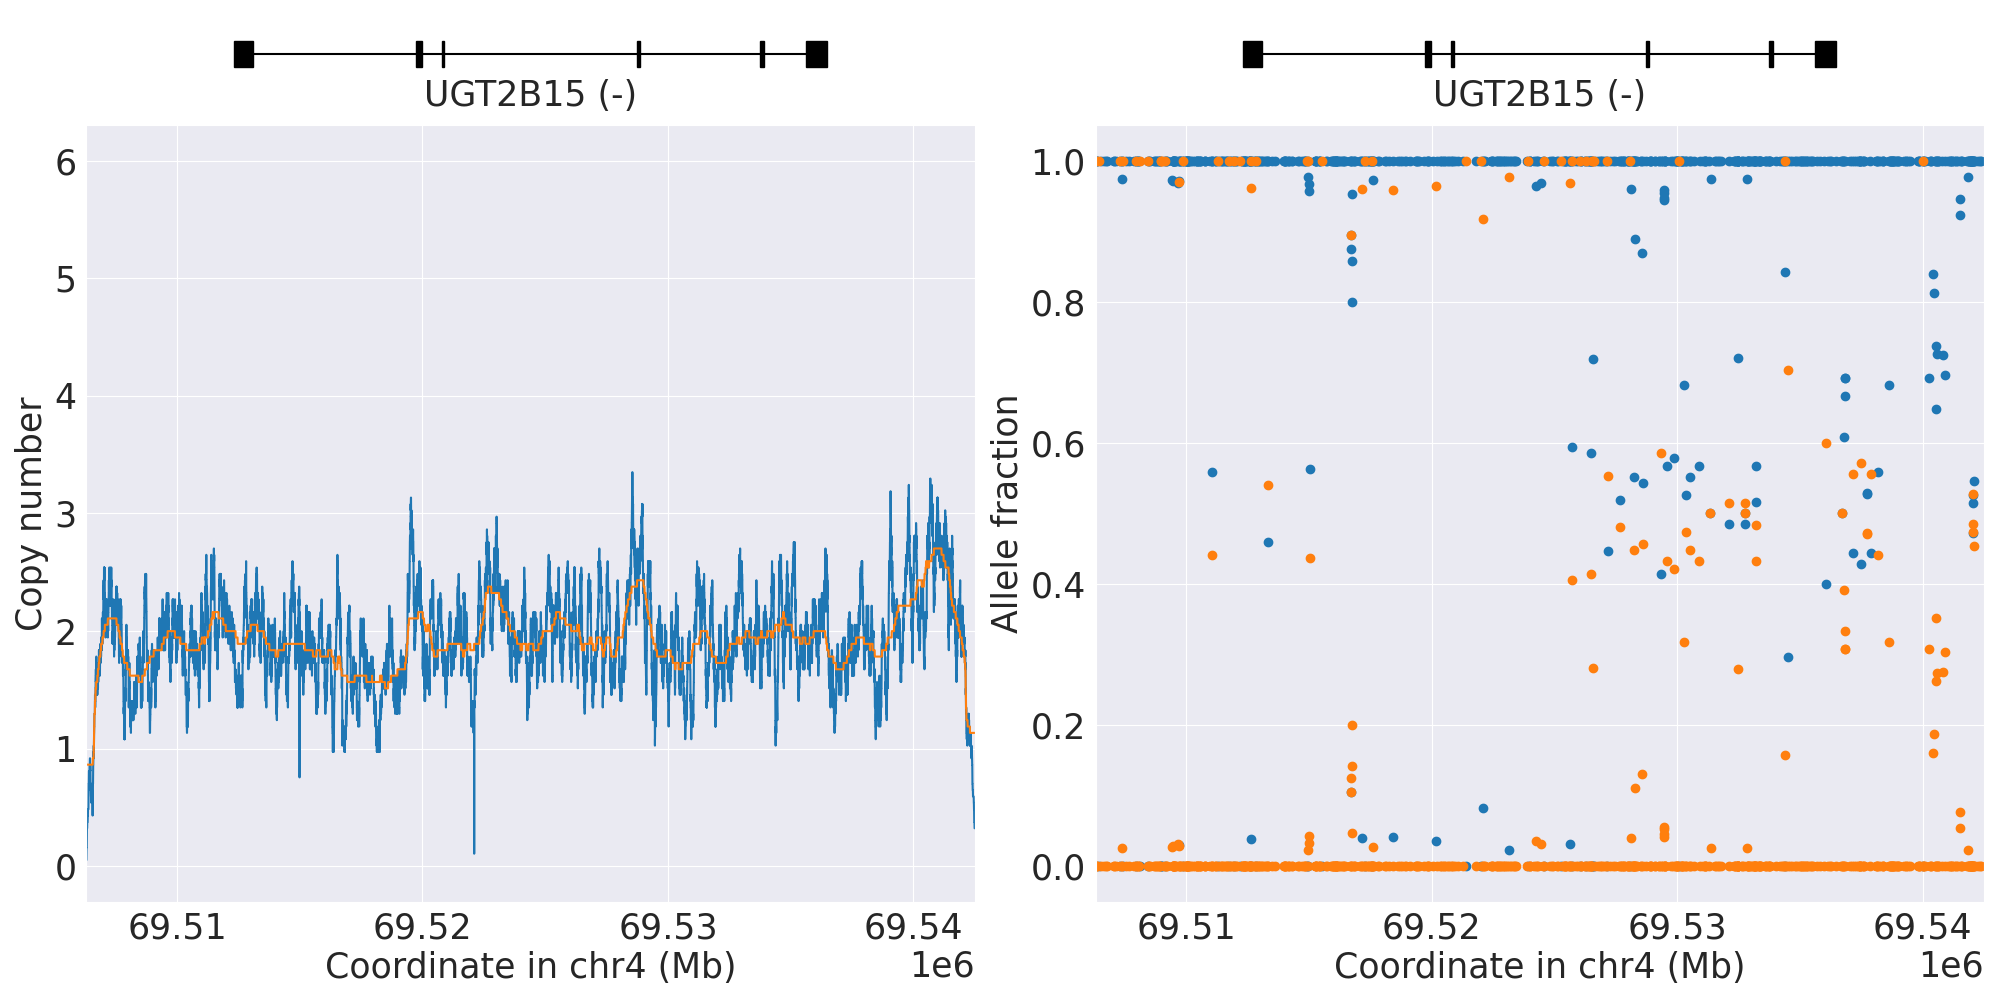 UGT2B15 (-)
6
5
4
3
2
1
0
Copy number
69.51 69.52 69.53 69.54
Coordinate in chr4 (Mb) 1e6
UGT2B15 (-)
1.0
0.8
0.6
0.4
0.2
0.0
Allele fraction
69.51 69.52 69.53 69.54
Coordinate in chr4 (Mb) 1e6